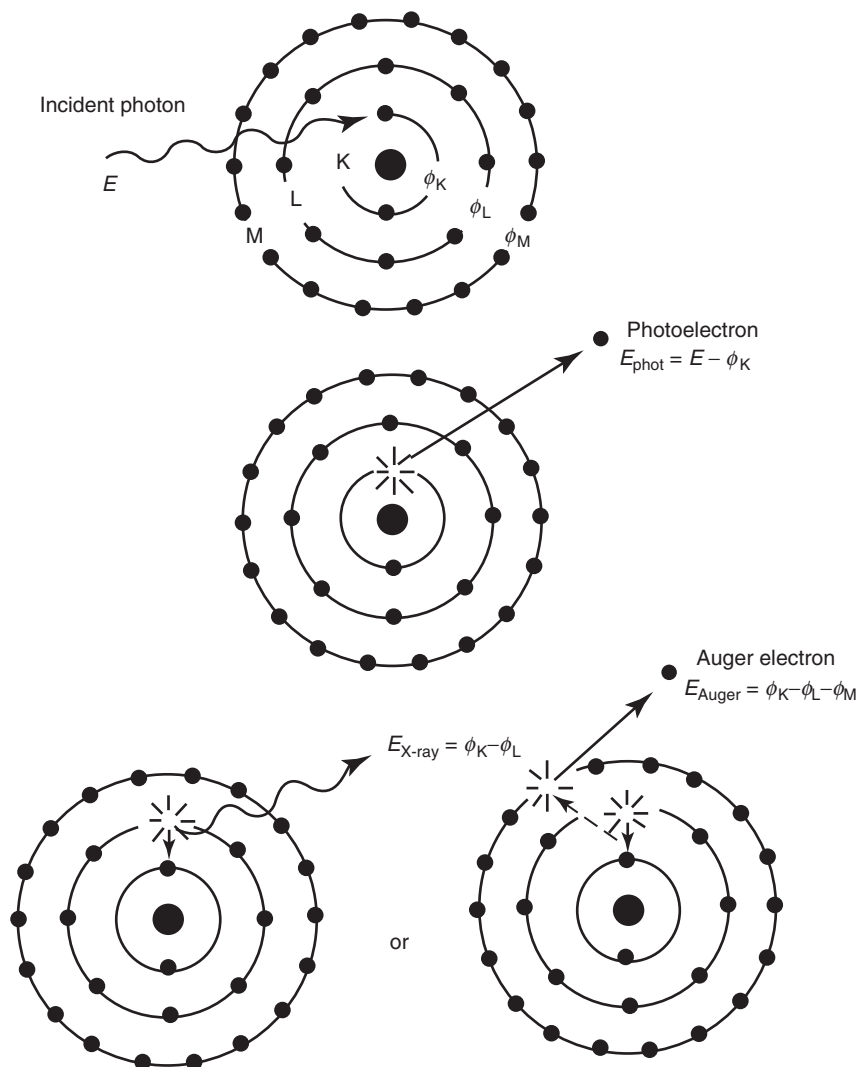 Incident photon
E
K
ϕK
L
ϕL
M
ϕM
Photoelectron
Ephot = E – ϕK
Auger electron
EAuger = ϕK–ϕL–ϕM
EX-ray = ϕK–ϕL
or